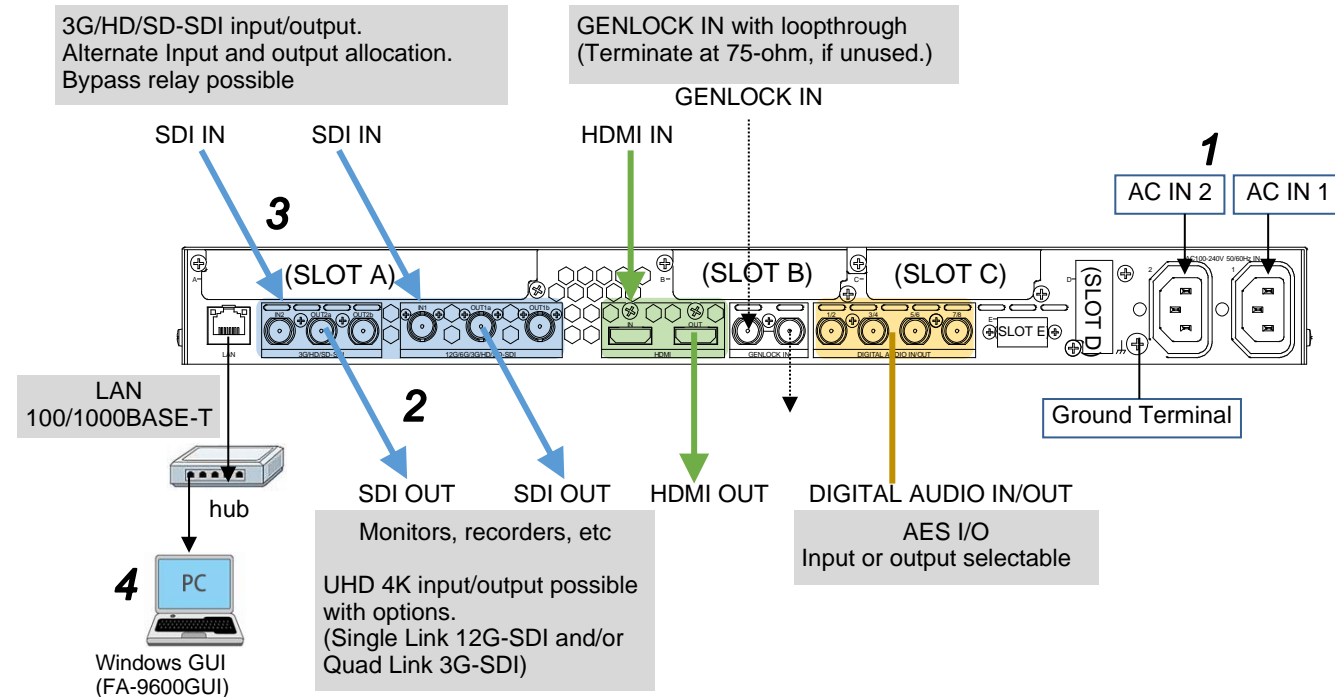 3G/HD/SD-SDI input/output.
Alternate Input and output allocation.
Bypass relay possible
GENLOCK IN with loopthrough
(Terminate at 75-ohm, if unused.)
GENLOCK IN
SDI IN
SDI IN
HDMI IN
1
AC IN 2
AC IN 1
3
(SLOT A)
(SLOT B)
(SLOT C)
(SLOT D)
SLOT E
A
B
C
D
E
AC100-240V 50/60Hz IN
2
1
IN2
OUT2a
OUT2b
IN1
OUT1a
OUT1b
IN
OUT
1/2
3/4
5/6
7/8
LAN
3G/HD/SD-SDI
12G/6G/3G/HD/SD-SDI
HDMI
GENLOCK IN
DIGITAL AUDIO IN/OUT
LAN
100/1000BASE-T
2
Ground Terminal
hub
SDI OUT
SDI OUT
HDMI OUT
DIGITAL AUDIO IN/OUT
Monitors, recorders, etc
UHD 4K input/output possible
with options.
(Single Link 12G-SDI and/or
Quad Link 3G-SDI)
AES I/O
Input or output selectable
4
PC
Windows GUI
(FA-9600GUI)